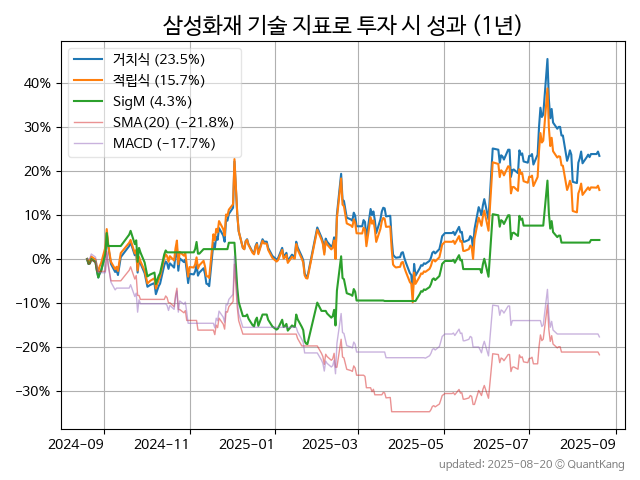 삼성화재 기술 지표로 투자 시 성과 (1년)
거치식 (23.5%)
적립식 (15.7%)
SigM (4.3%)
SMA(20) (−21.8%)
MACD (−17.7%)
40%
30%
20%
10%
0%
−10%
−20%
−30%
2024-09 2024-11 2025-01 2025-03 2025-05 2025-07 2025-09
updated: 2025-08-20 © QuantKang